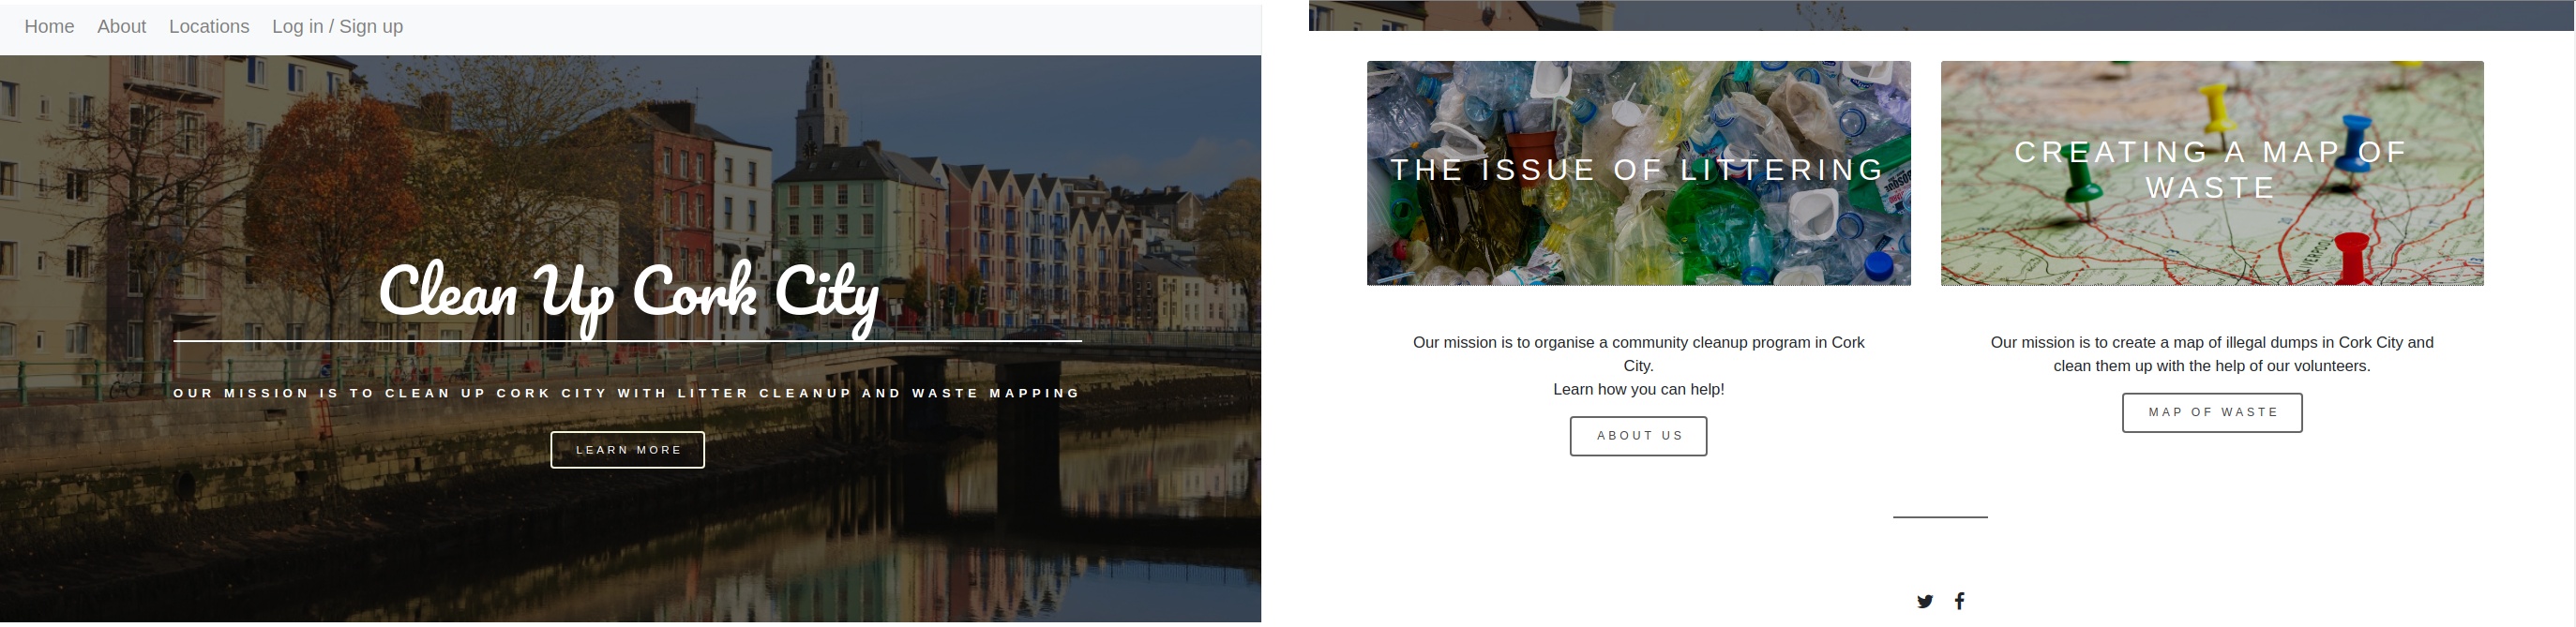 Home About Locations Log in / Sign up
Clean Up Cork City
OUR MISSION IS TO CLEAN UP CORK CITY WITH LITTER CLEANUP AND WASTE MAPPING
LEARN MORE
THE ISSUE OF LITTERING
Our mission is to organise a community cleanup program in Cork
City.
Learn how you can help!
ABOUT US
CREATING A MAP OF
WASTE
Our mission is to create a map of illegal dumps in Cork City and
clean them up with the help of our volunteers.
MAP OF WASTE